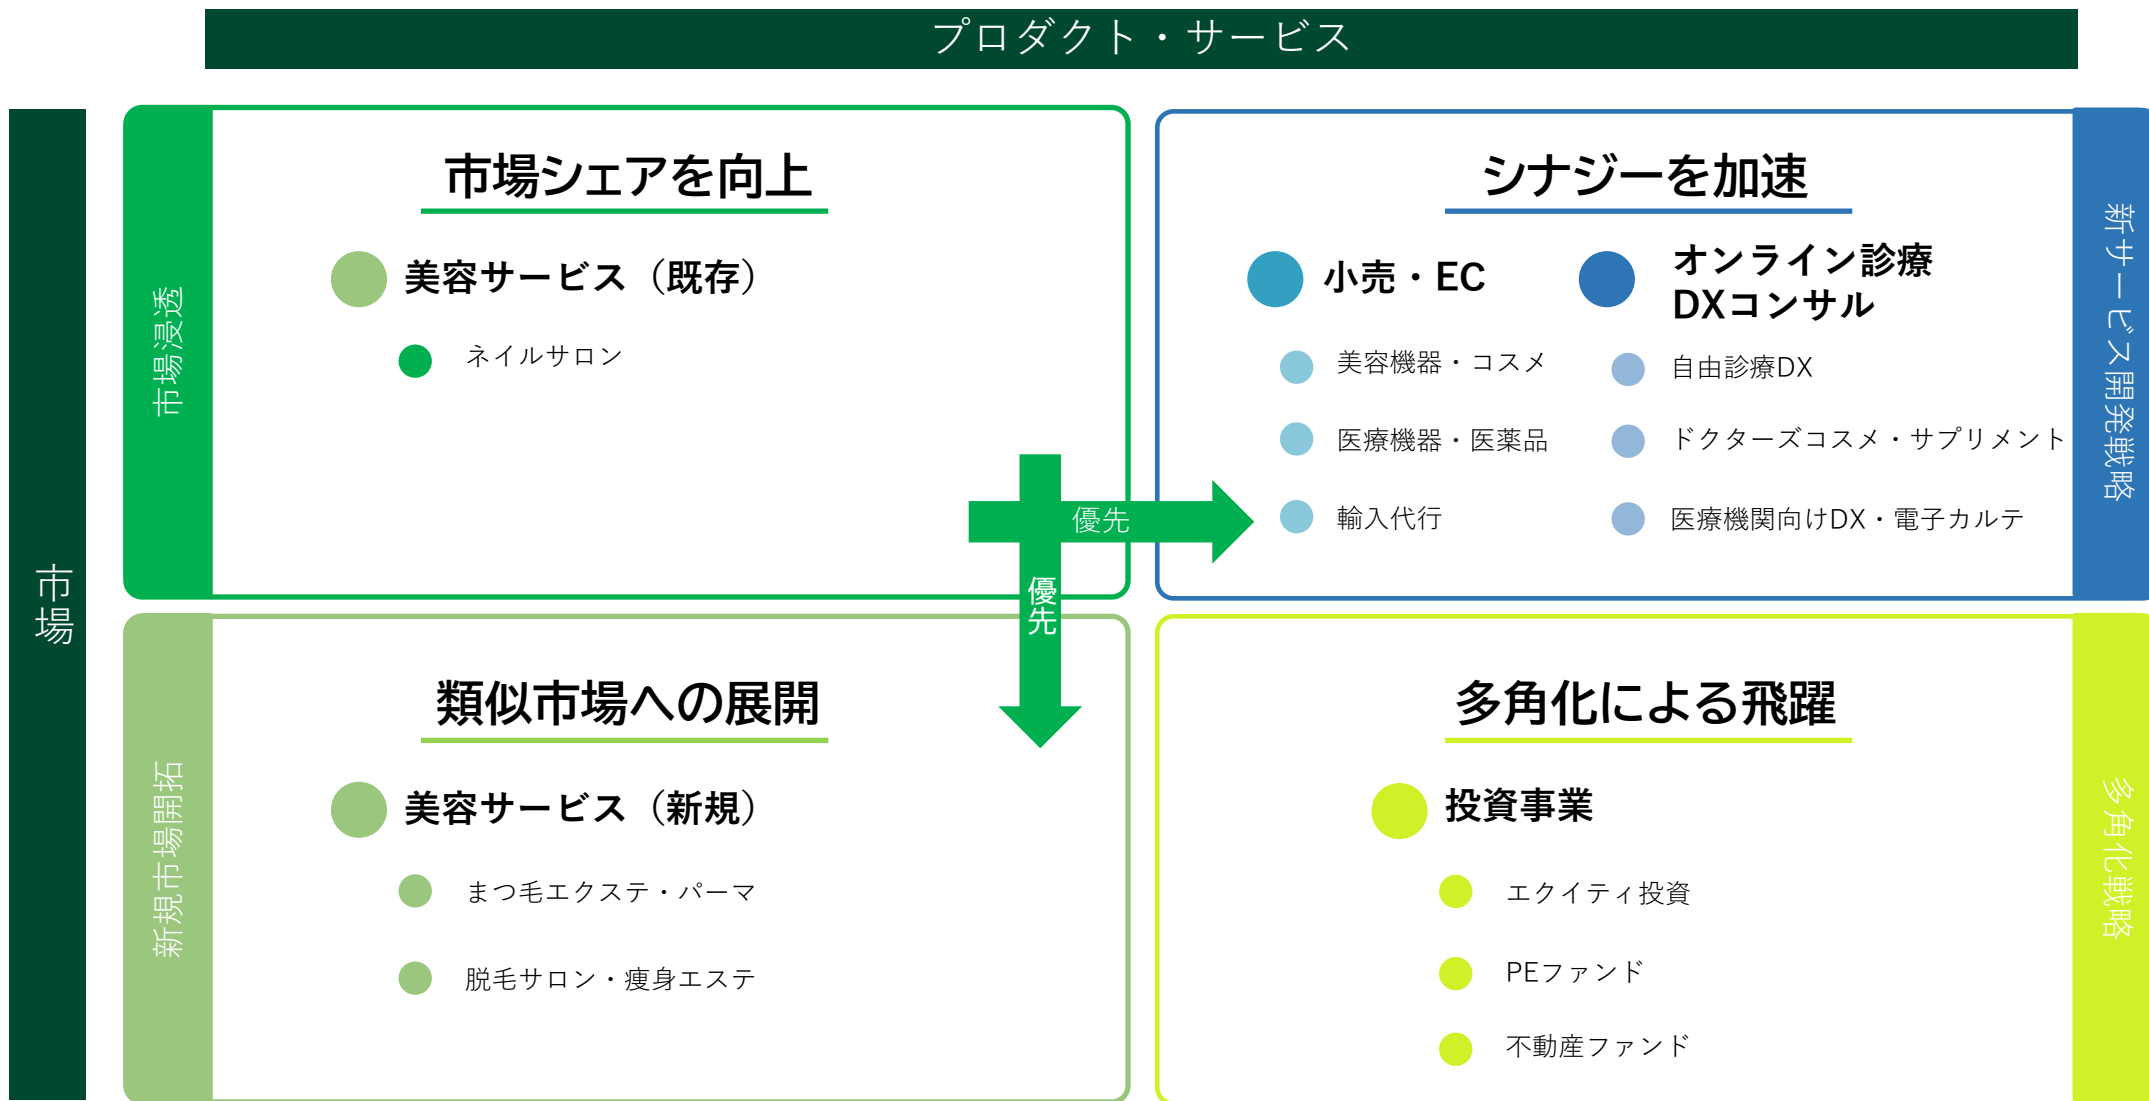 プロダクト・サービス
市場
市場浸透
市場シェアを向上
美容サービス（既存）
ネイルサロン
シナジーを加速
小売・EC
美容機器・コスメ
医療機器・医薬品
輸入代行
オンライン診療
DXコンサル
自由診療DX
ドクターズコスメ・サプリメント
医療機関向けDX・電子カルテ
新サービス開発戦略
優先
優先
新規市場開拓
類似市場への展開
美容サービス（新規）
まつ毛エクステ・パーマ
脱毛サロン・痩身エステ
多角化による飛躍
投資事業
エクイティ投資
PEファンド
不動産ファンド
多角化戦略